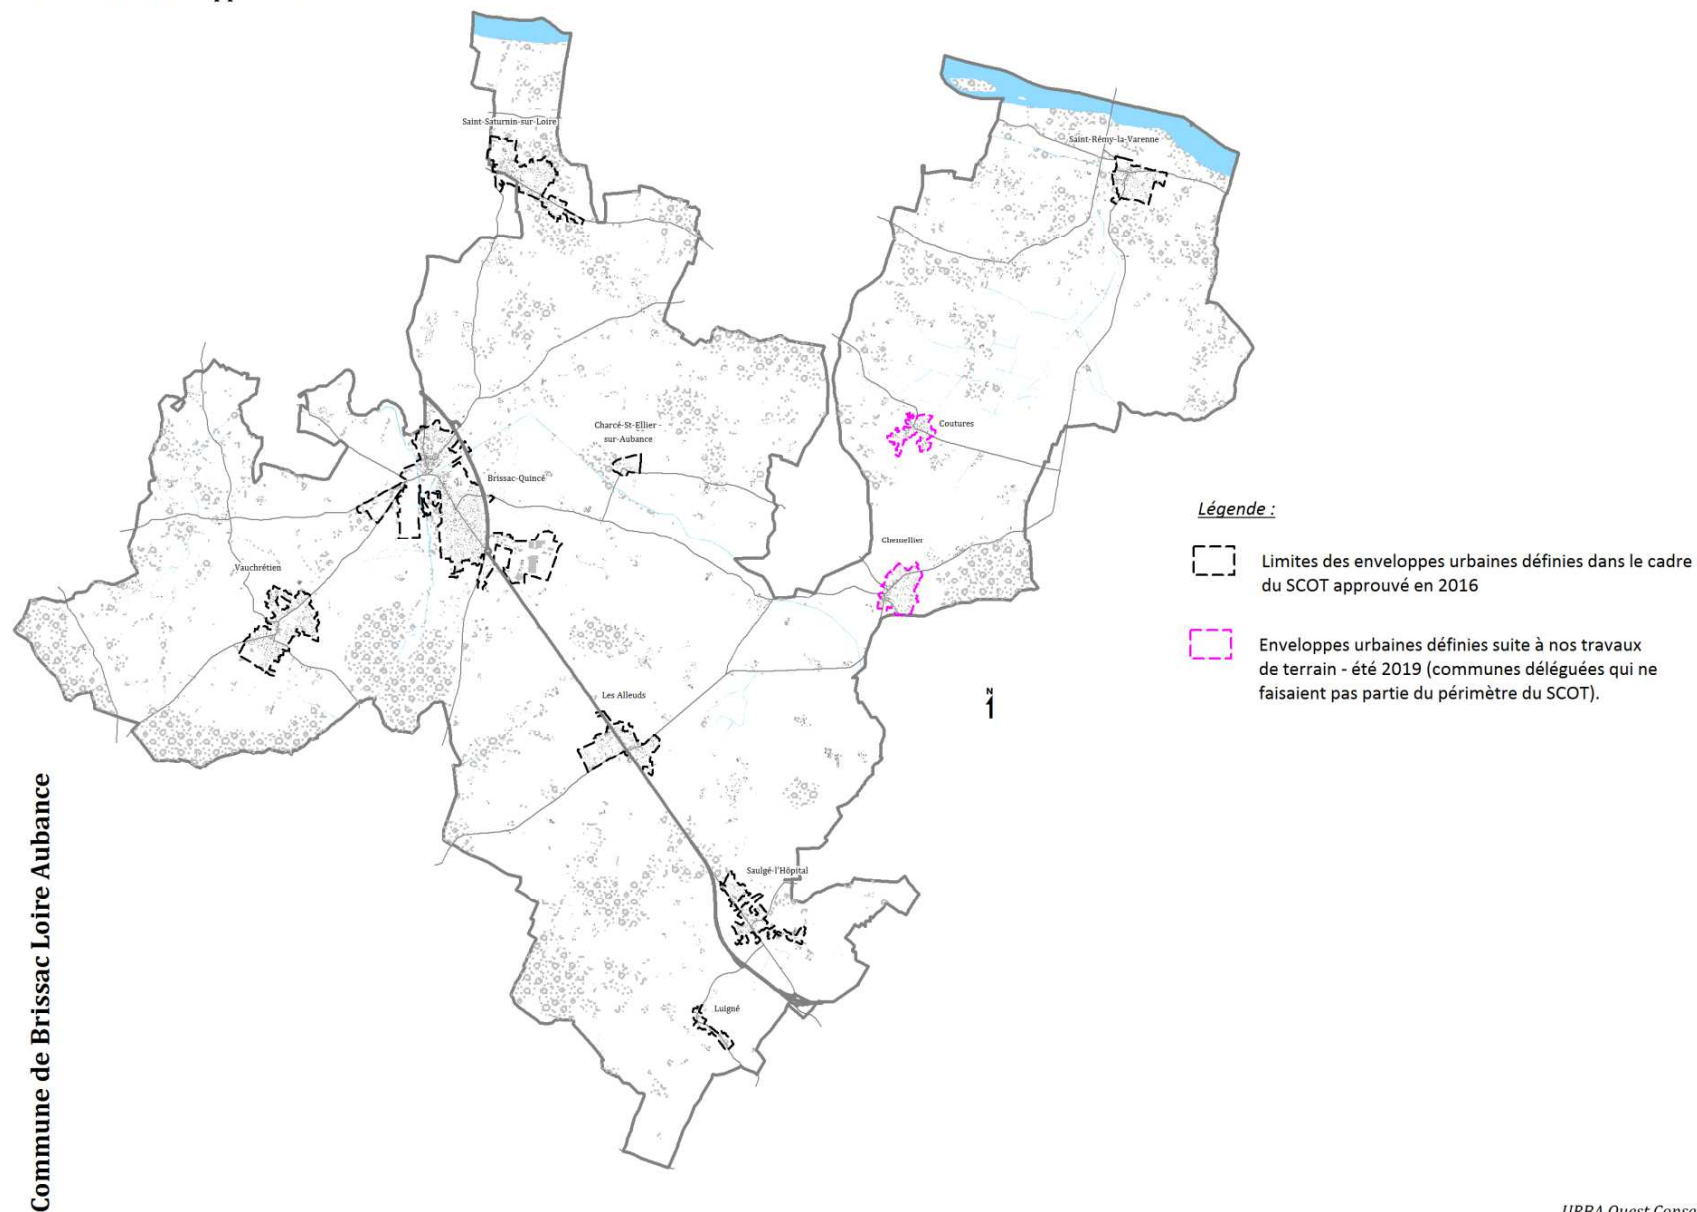 Saint-Saturnin-sur-Loire
Saint-Rémy-la-Varenne
Coutures
Charcé-St-Ellier -
sur-Aubance
Brissac-Quincé
Chemellier
Vauchrétien
Les Alleuds
Saulgé-l'Hôpital
Luigné
Légende :
Limites des enveloppes urbaines définies dans le cadre
du SCOT approuvé en 2016
Enveloppes urbaines définies suite à nos travaux
de terrain - été 2019 (communes déléguées qui ne
faisaient pas partie du périmètre du SCOT).
N
Commune de Brissac Loire Aubance